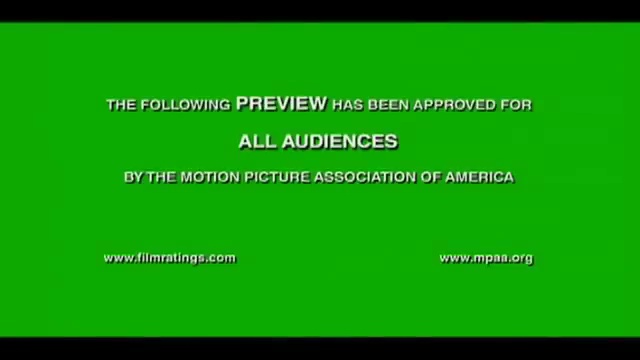 THE FOLLOWING PREVIEW HAS BEEN APPROVED FOR
ALL AUDIENCES
BY THE MOTION PICTURE ASSOCIATION OF AMERICA
www.filmratings.com www.mpaa.org